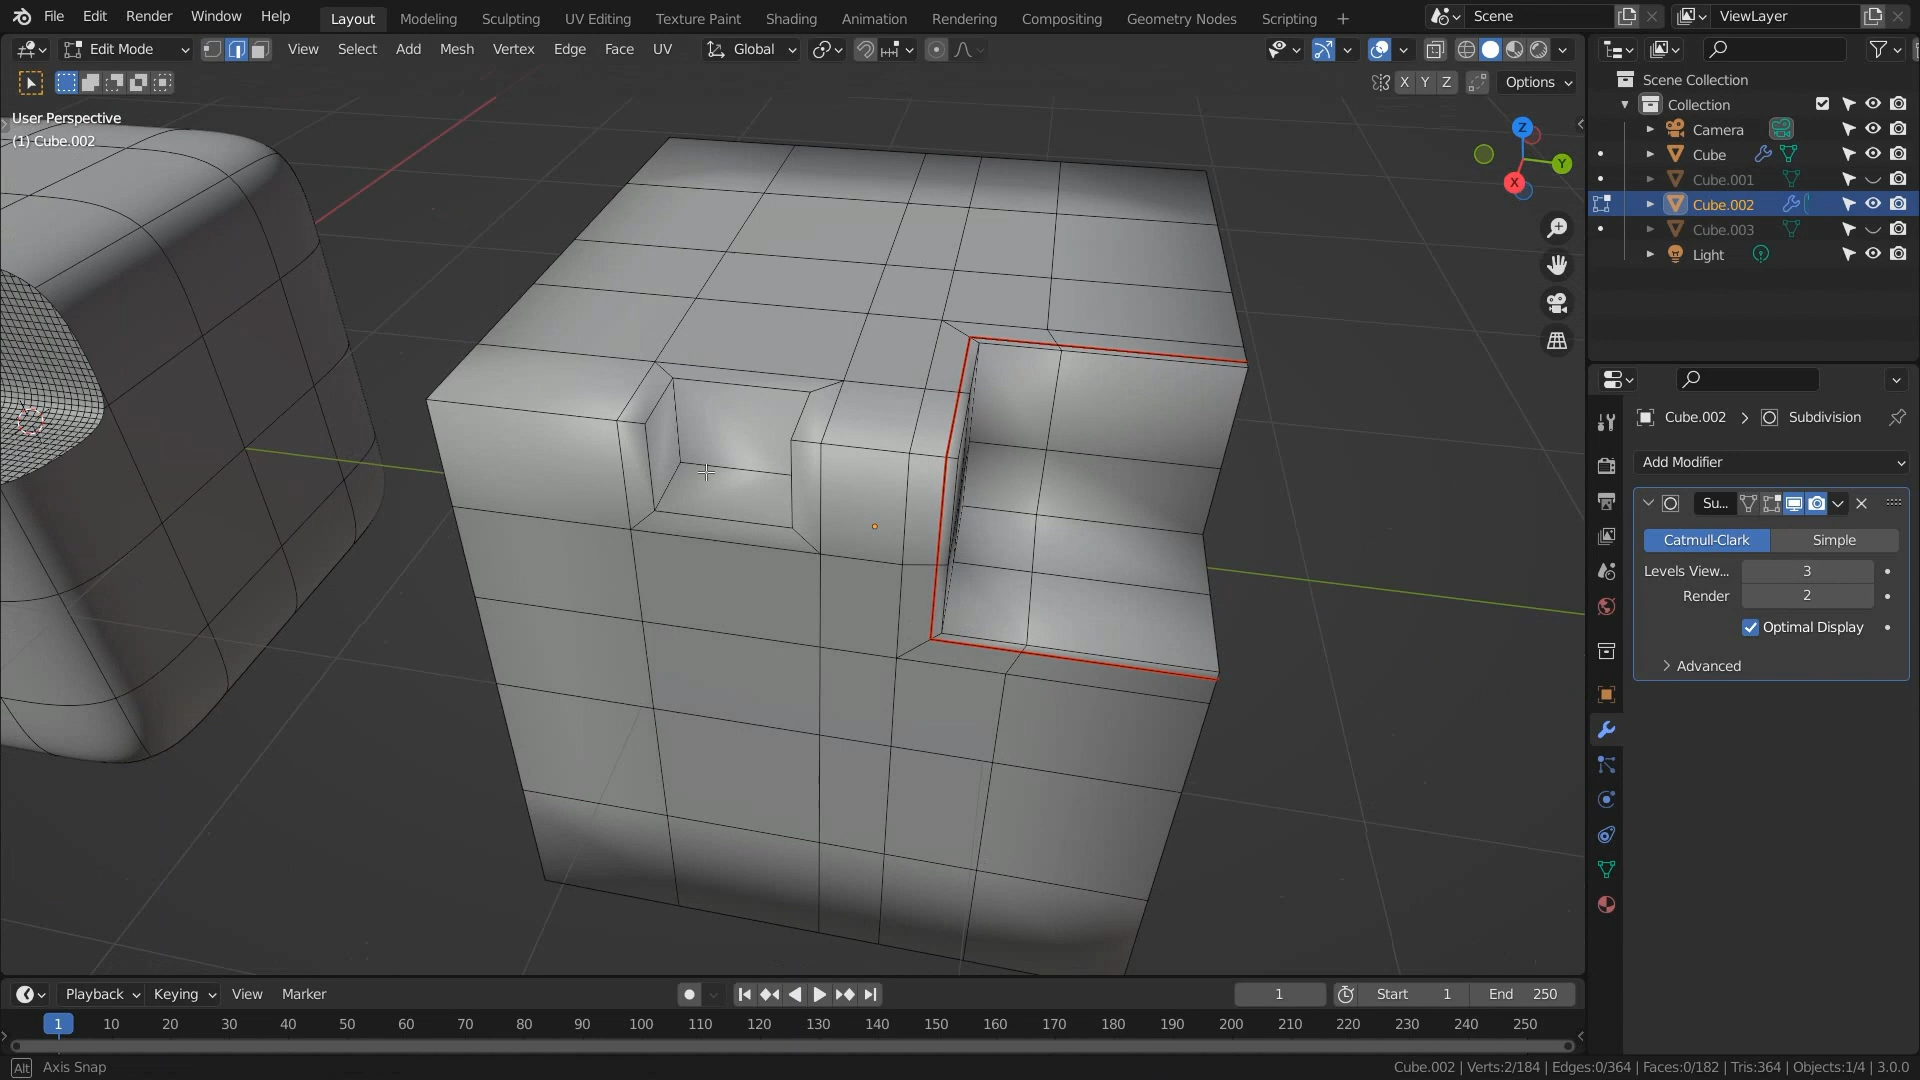 File Edit Render Window Help Layout Modeling Sculpting UV Editing Texture Paint Shading Animation Rendering Compositing Geometry Nodes Scripting + Scene ViewLayer
Edit Mode View Select Add Mesh Vertex Edge Face UV Global
X Y Z Options
User Perspective
(1) Cube.002
Z
Y
X
Scene Collection
Collection
Camera
Cube
Cube.001
Cube.002
Cube.003
Light
Cube.002 > Subdivision
Add Modifier
Su...
Catmull-Clark Simple
Levels View... 3
Render 2
Optimal Display
Advanced
Playback Keying View Marker 1 Start 1 End 250
1 10 20 30 40 50 60 70 80 90 100 110 120 130 140 150 160 170 180 190 200 210 220 230 240 250
Alt Axis Snap Cube.002 | Verts:2/184 | Edges:0/364 | Faces:0/182 | Tris:364 | Objects:1/4 | 3.0.0